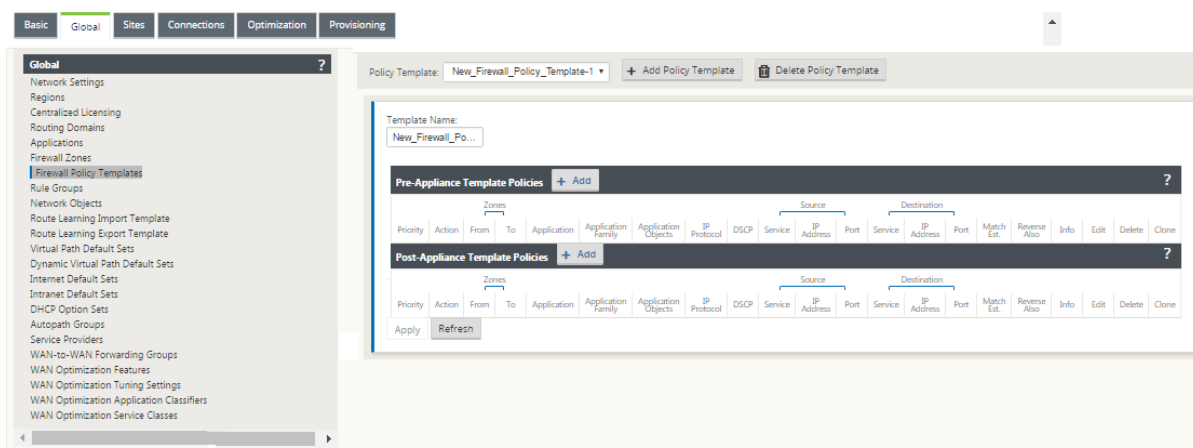 Basic Global Sites Connections Optimization Provisioning
Global ?
Network Settings
Regions
Centralized Licensing
Routing Domains
Applications
Firewall Zones
Firewall Policy Templates
Rule Groups
Network Objects
Route Learning Import Template
Route Learning Export Template
Virtual Path Default Sets
Dynamic Virtual Path Default Sets
Internet Default Sets
Intranet Default Sets
DHCP Option Sets
Autopath Groups
Service Providers
WAN-to-WAN Forwarding Groups
WAN Optimization Features
WAN Optimization Tuning Settings
WAN Optimization Application Classifiers
WAN Optimization Service Classes
Policy Template: New_Firewall_Policy_Template-1 + Add Policy Template Delete Policy Template
Template Name:
New_Firewall_Po...
Pre-Appliance Template Policies + Add ?
Zones Source Destination
Priority Action From To Application Application Family Application Objects IP Protocol DSCP Service IP Address Port Service IP Address Port Match Est. Reverse Also Info Edit Delete Clone
Post-Appliance Template Policies + Add ?
Zones Source Destination
Priority Action From To Application Application Family Application Objects IP Protocol DSCP Service IP Address Port Service IP Address Port Match Est. Reverse Also Info Edit Delete Clone
Apply Refresh